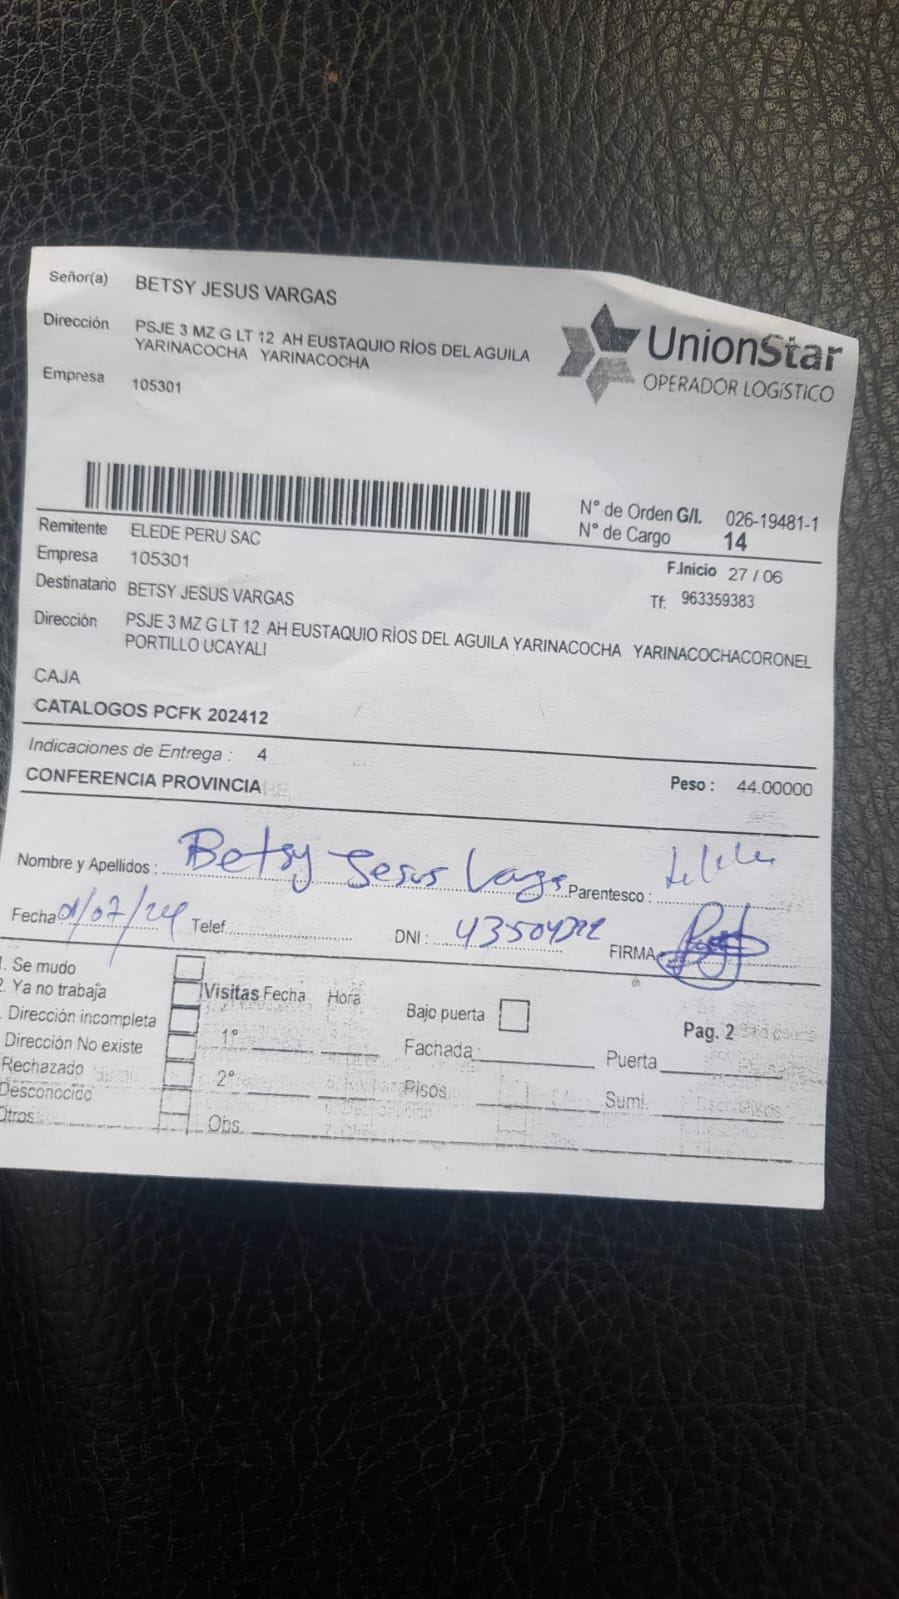 Señor(a) BETSY JESUS VARGAS
Dirección PSJE 3 MZ G LT 12 AH EUSTAQUIO RÍOS DEL AGUILA
YARINACOCHA YARINACOCHA
Empresa 105301
UnionStar
OPERADOR LOGíSTiCO
N° de Orden G/I. 026-19481-1
N° de Cargo 14
Remitente ELEDE PERU SAC
Empresa 105301
F.Inicio 27 / 06
Destinatario BETSY JESUS VARGAS
Tf: 963359383
Dirección PSJE 3 MZ G LT 12 AH EUSTAQUIO RÍOS DEL AGUILA YARINACOCHA YARINACOCHACORONEL
PORTILLO UCAYALI
CAJA
CATALOGOS PCFK 202412
Indicaciones de Entrega : 4
CONFERENCIA PROVINCIA
Peso : 44.00000
Nombre y Apellidos : Betsy Jesus Vargs Parentesco :
Fecha 01/07/24 Telef. DNI : FIRMA
1. Se mudo
2. Ya no trabaja Visitas Fecha Hora Bajo puerta
. Dirección incompleta 1° Fachada Puerta Pag. 2
Dirección No existe
Rechazado 2° Pisos Sumi.
Desconocido
Otros Obs.